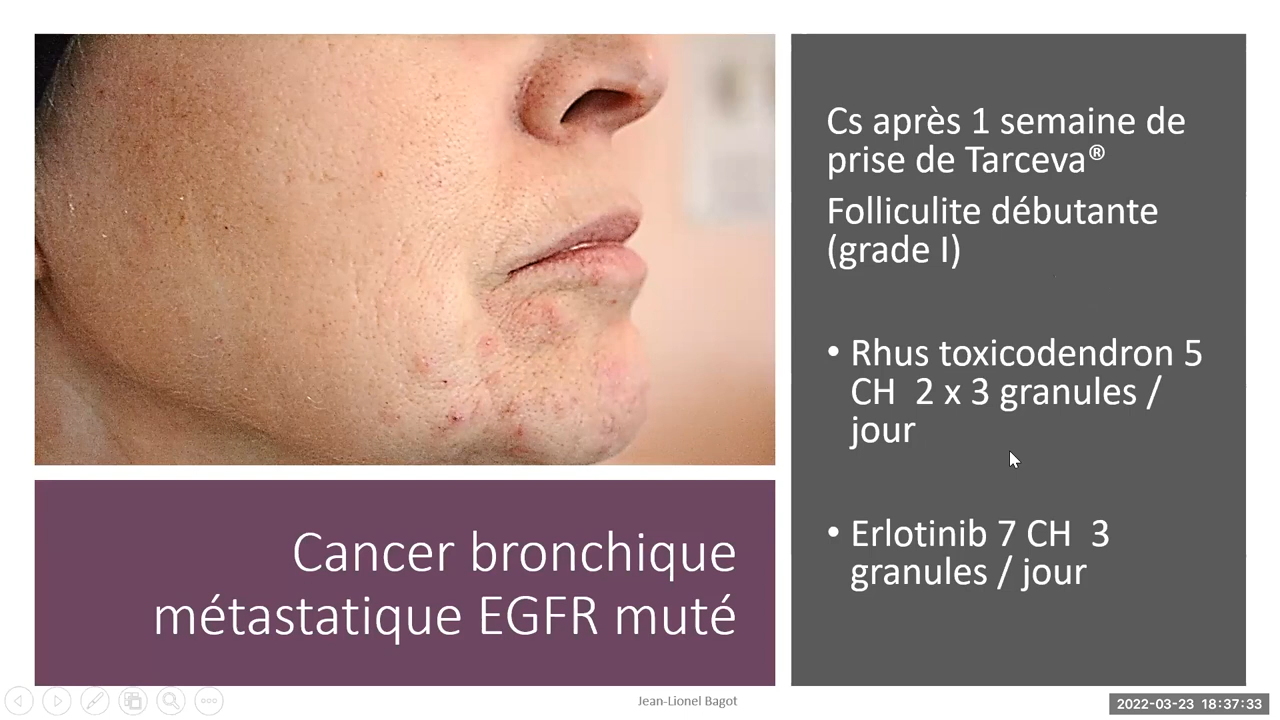 Cs après 1 semaine de
prise de Tarceva®
Folliculite débutante
(grade I)
• Rhus toxicodendron 5
CH 2 x 3 granules /
jour
• Erlotinib 7 CH 3
granules / jour
Cancer bronchique
métastatique EGFR muté
Jean-Lionel Bagot
2022-03-23 18:37:33